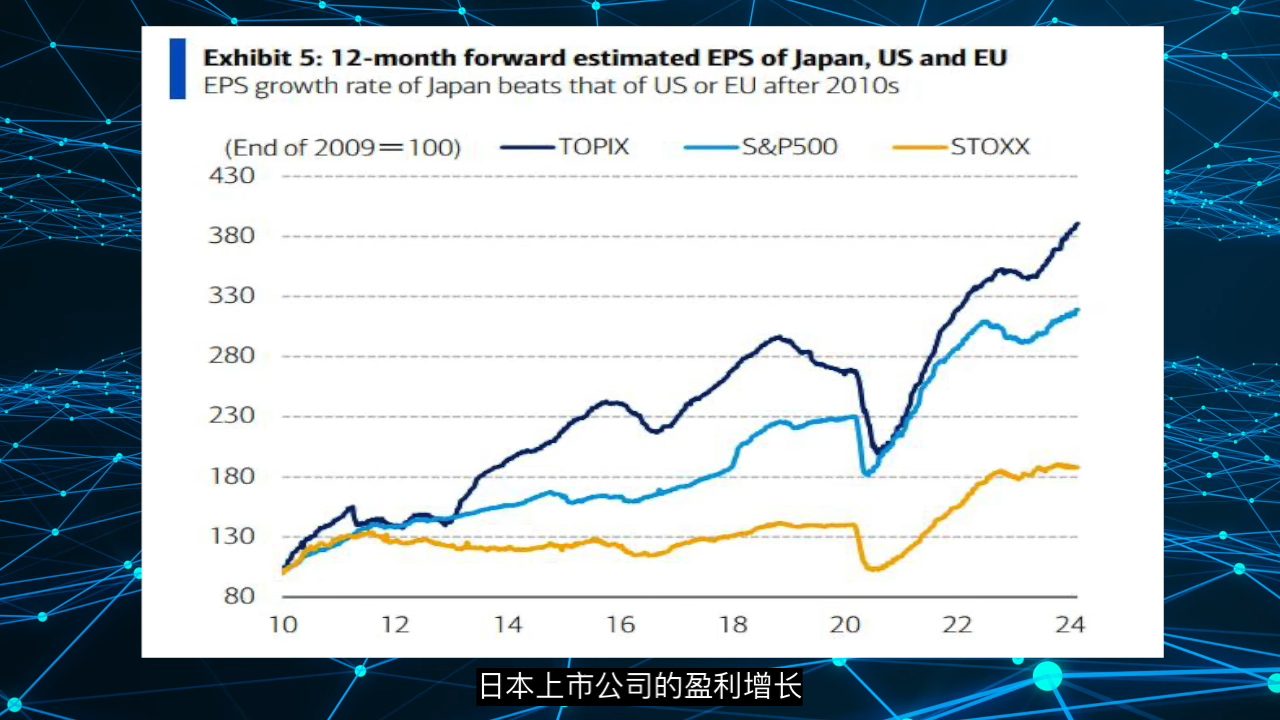 Exhibit 5: 12-month forward estimated EPS of Japan, US and EU
EPS growth rate of Japan beats that of US or EU after 2010s
(End of 2009=100) TOPIX S&P500 STOXX
430
380
330
280
230
180
130
80
10 12 14 16 18 20 22 24
日本上市公司的盈利增长